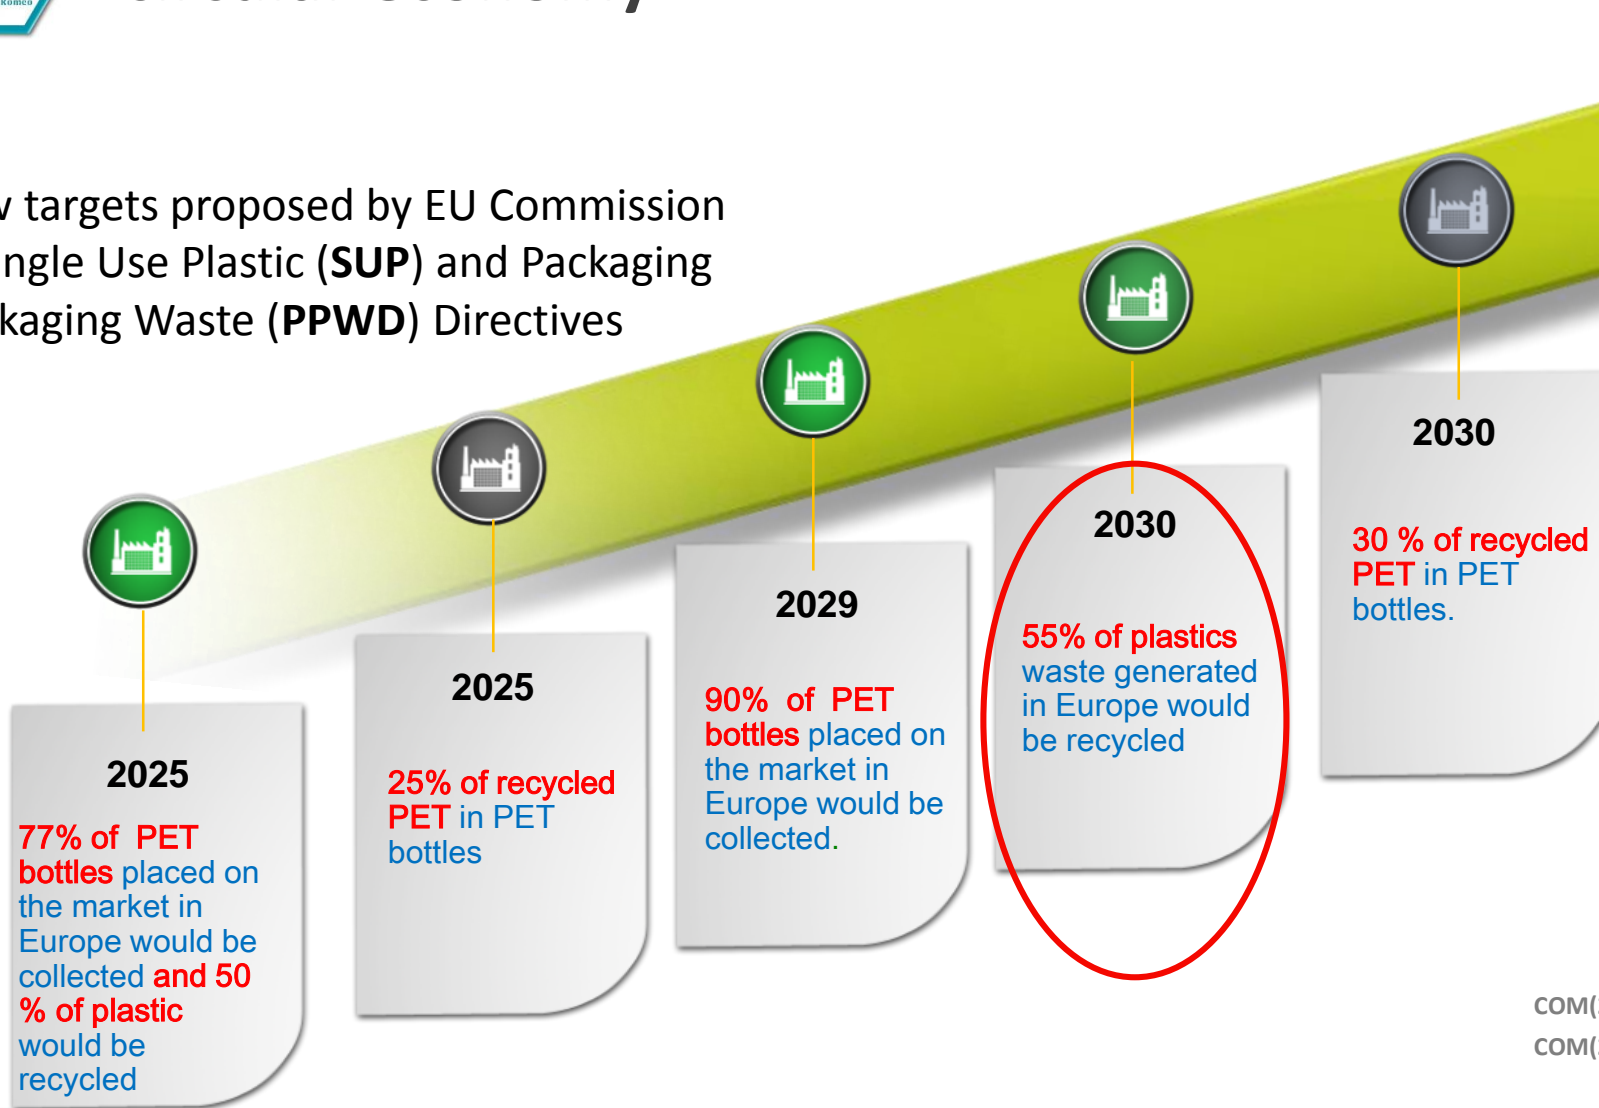 komeo
Circular economy
w targets proposed by EU Commission
ngle Use Plastic (SUP) and Packaging
kaging Waste (PPWD) Directives
2025
77% of PET
bottles placed on
the market in
Europe would be
collected and 50
% of plastic
would be
recycled
2025
25% of recycled
PET in PET
bottles
2029
90% of PET
bottles placed on
the market in
Europe would be
collected.
2030
55% of plastics
waste generated
in Europe would
be recycled
2030
30 % of recycled
PET in PET
bottles.
COM(
COM(